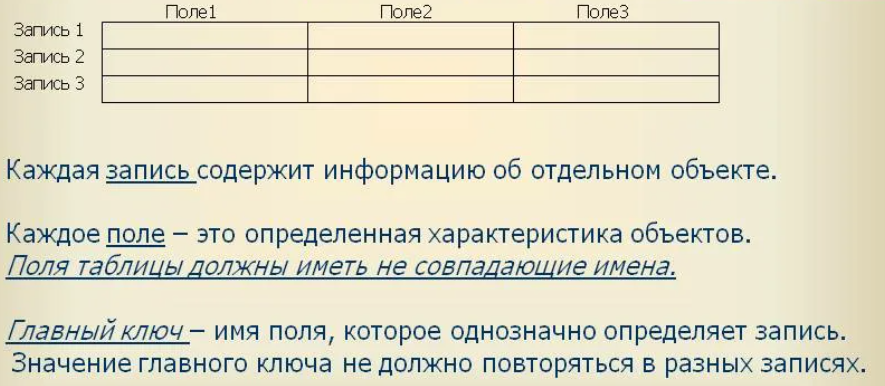 Поле1 Поле2 Поле3
Запись 1
Запись 2
Запись 3
Каждая запись содержит информацию об отдельном объекте.
Каждое поле – это определенная характеристика объектов.
Поля таблицы должны иметь не совпадающие имена.
Главный ключ – имя поля, которое однозначно определяет запись.
Значение главного ключа не должно повторяться в разных записях.